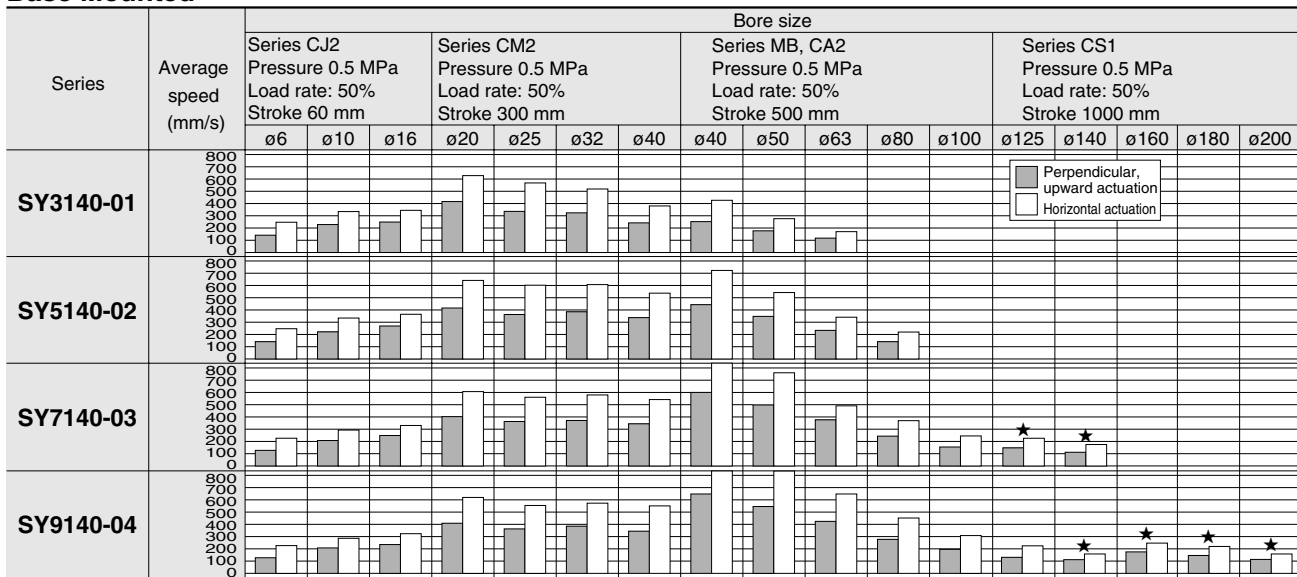 Bore size
Series
Average
speed
(mm/s)
Series CJ2
Pressure 0.5 MPa
Load rate: 50%
Stroke 60 mm
Series CM2
Pressure 0.5 MPa
Load rate: 50%
Stroke 300 mm
Series MB, CA2
Pressure 0.5 MPa
Load rate: 50%
Stroke 500 mm
Series CS1
Pressure 0.5 MPa
Load rate: 50%
Stroke 1000 mm
ø6 ø10 ø16 ø20 ø25 ø32 ø40 ø40 ø50 ø63 ø80 ø100 ø125 ø140 ø160 ø180 ø200
SY3140-01
800
700
600
500
400
300
200
100
0
Perpendicular,
upward actuation
Horizontal actuation
SY5140-02
800
700
600
500
400
300
200
100
0
SY7140-03
800
700
600
500
400
300
200
100
0
★ ★
SY9140-04
800
700
600
500
400
300
200
100
0
★ ★ ★ ★